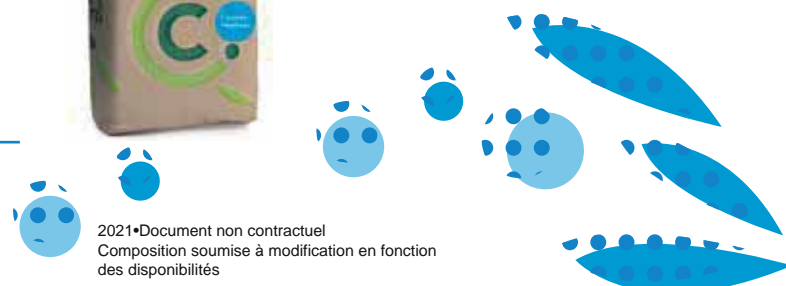 C.
2021•Document non contractuel
Composition soumise à modification en fonction
des disponibilités